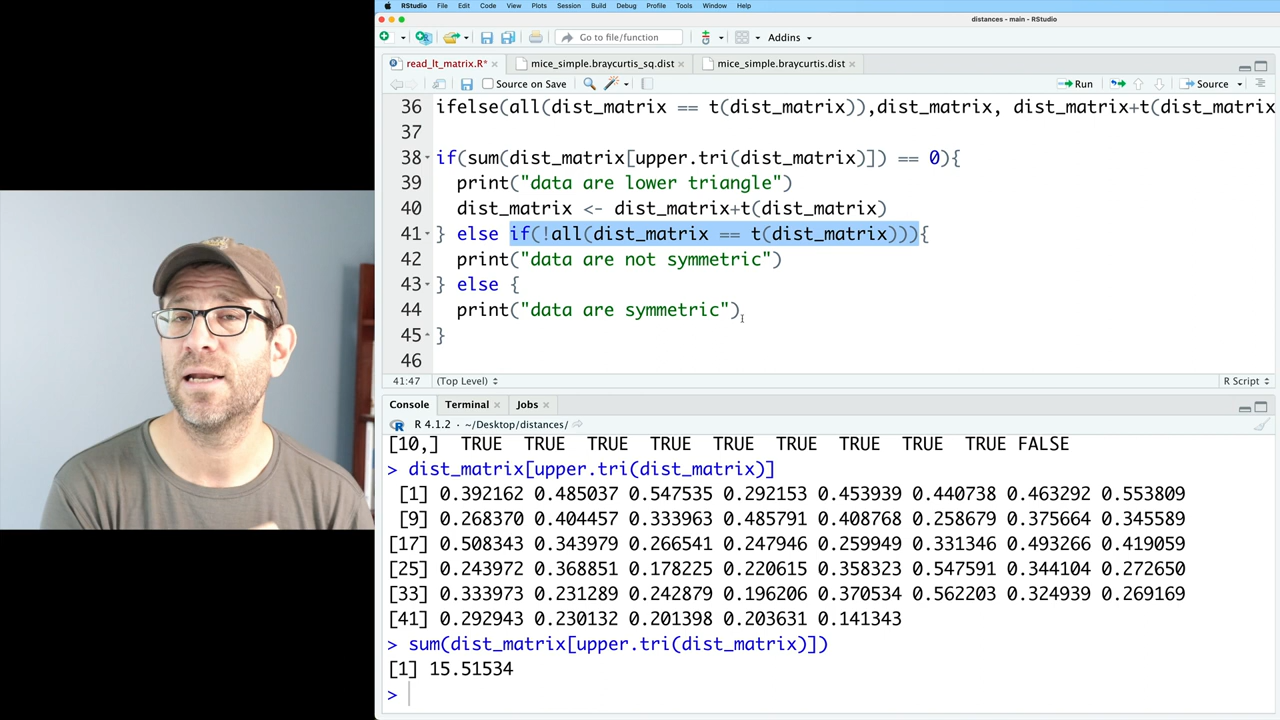 RStudio File Edit Code View Plots Session Build Debug Profile Tools Window Help
distances - main - RStudio
Go to file/function Addins
read_lt_matrix.R* mice_simple.braycurtis_sq.dist mice_simple.braycurtis.dist
Source on Save Run Source
36 ifelse(all(dist_matrix == t(dist_matrix)),dist_matrix, dist_matrix+t(dist_matrix
37
38 if(sum(dist_matrix[upper.tri(dist_matrix)]) == 0){
39 print("data are lower triangle")
40 dist_matrix <- dist_matrix+t(dist_matrix)
41 } else if(!all(dist_matrix == t(dist_matrix))){
42 print("data are not symmetric")
43 } else {
44 print("data are symmetric")
45 }
46
41:47 (Top Level) R Script
Console Terminal Jobs
R 4.1.2 · ~/Desktop/distances/
[10,] TRUE TRUE TRUE TRUE TRUE TRUE TRUE TRUE TRUE FALSE
> dist_matrix[upper.tri(dist_matrix)]
[1] 0.392162 0.485037 0.547535 0.292153 0.453939 0.440738 0.463292 0.553809
[9] 0.268370 0.404457 0.333963 0.485791 0.408768 0.258679 0.375664 0.345589
[17] 0.508343 0.343979 0.266541 0.247946 0.259949 0.331346 0.493266 0.419059
[25] 0.243972 0.368851 0.178225 0.220615 0.358323 0.547591 0.344104 0.272650
[33] 0.333973 0.231289 0.242879 0.196206 0.370534 0.562203 0.324939 0.269169
[41] 0.292943 0.230132 0.201398 0.203631 0.141343
> sum(dist_matrix[upper.tri(dist_matrix)])
[1] 15.51534
>